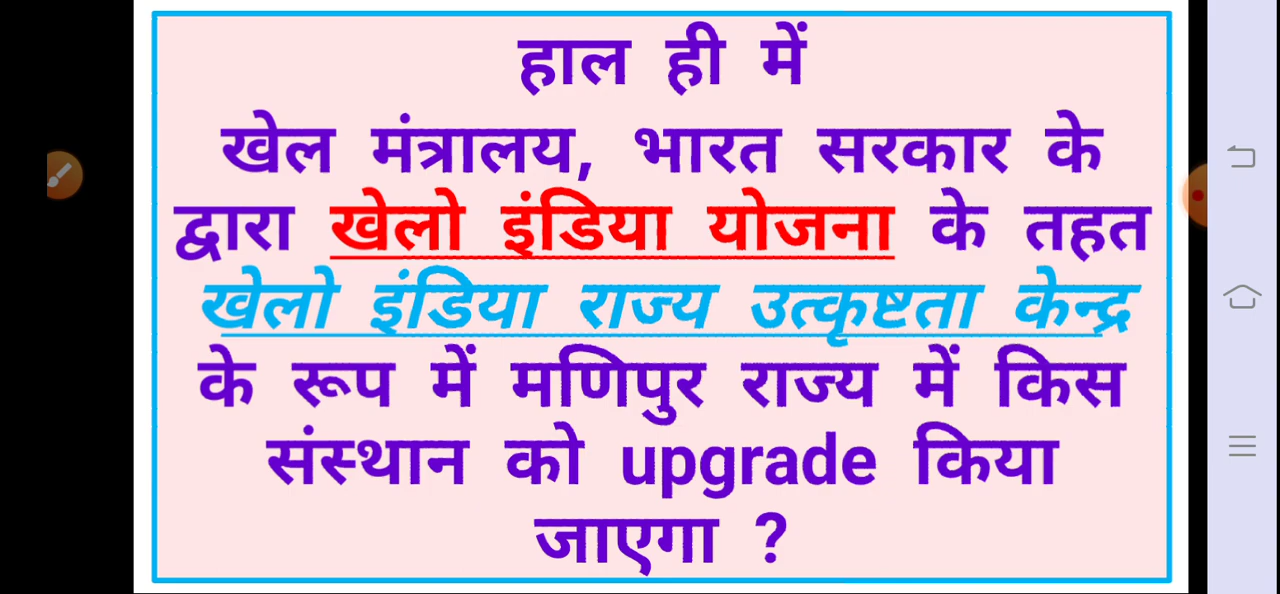 हाल ही में
खेल मंत्रालय, भारत सरकार के
द्वारा खेलो इंडिया योजना के तहत
खेलो इंडिया राज्य उत्कृष्टता केन्द्र
के रूप में मणिपुर राज्य में किस
संस्थान को upgrade किया
जाएगा ?